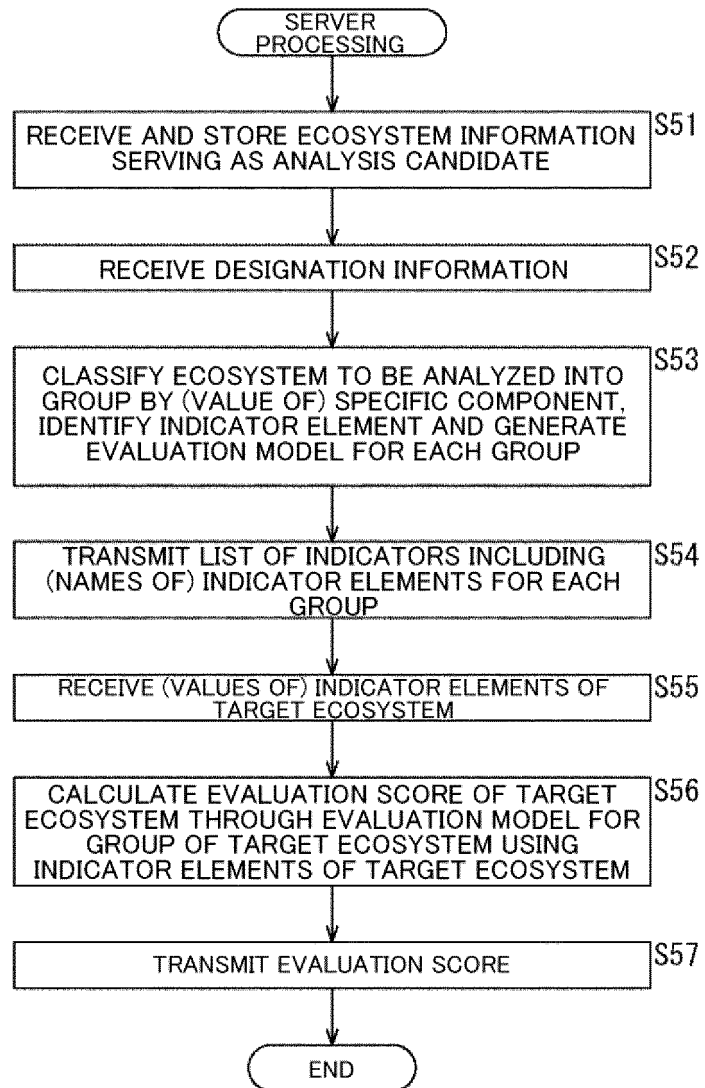 SERVER
PROCESSING
RECEIVE AND STORE ECOSYSTEM INFORMATION
SERVING AS ANALYSIS CANDIDATE
S51
RECEIVE DESIGNATION INFORMATION
S52
CLASSIFY ECOSYSTEM TO BE ANALYZED INTO
GROUP BY (VALUE OF) SPECIFIC COMPONENT,
IDENTIFY INDICATOR ELEMENT AND GENERATE
EVALUATION MODEL FOR EACH GROUP
S53
TRANSMIT LIST OF INDICATORS INCLUDING
(NAMES OF) INDICATOR ELEMENTS FOR EACH
GROUP
S54
RECEIVE (VALUES OF) INDICATOR ELEMENTS OF
TARGET ECOSYSTEM
S55
CALCULATE EVALUATION SCORE OF TARGET
ECOSYSTEM THROUGH EVALUATION MODEL FOR
GROUP OF TARGET ECOSYSTEM USING
INDICATOR ELEMENTS OF TARGET ECOSYSTEM
S56
TRANSMIT EVALUATION SCORE
S57
END